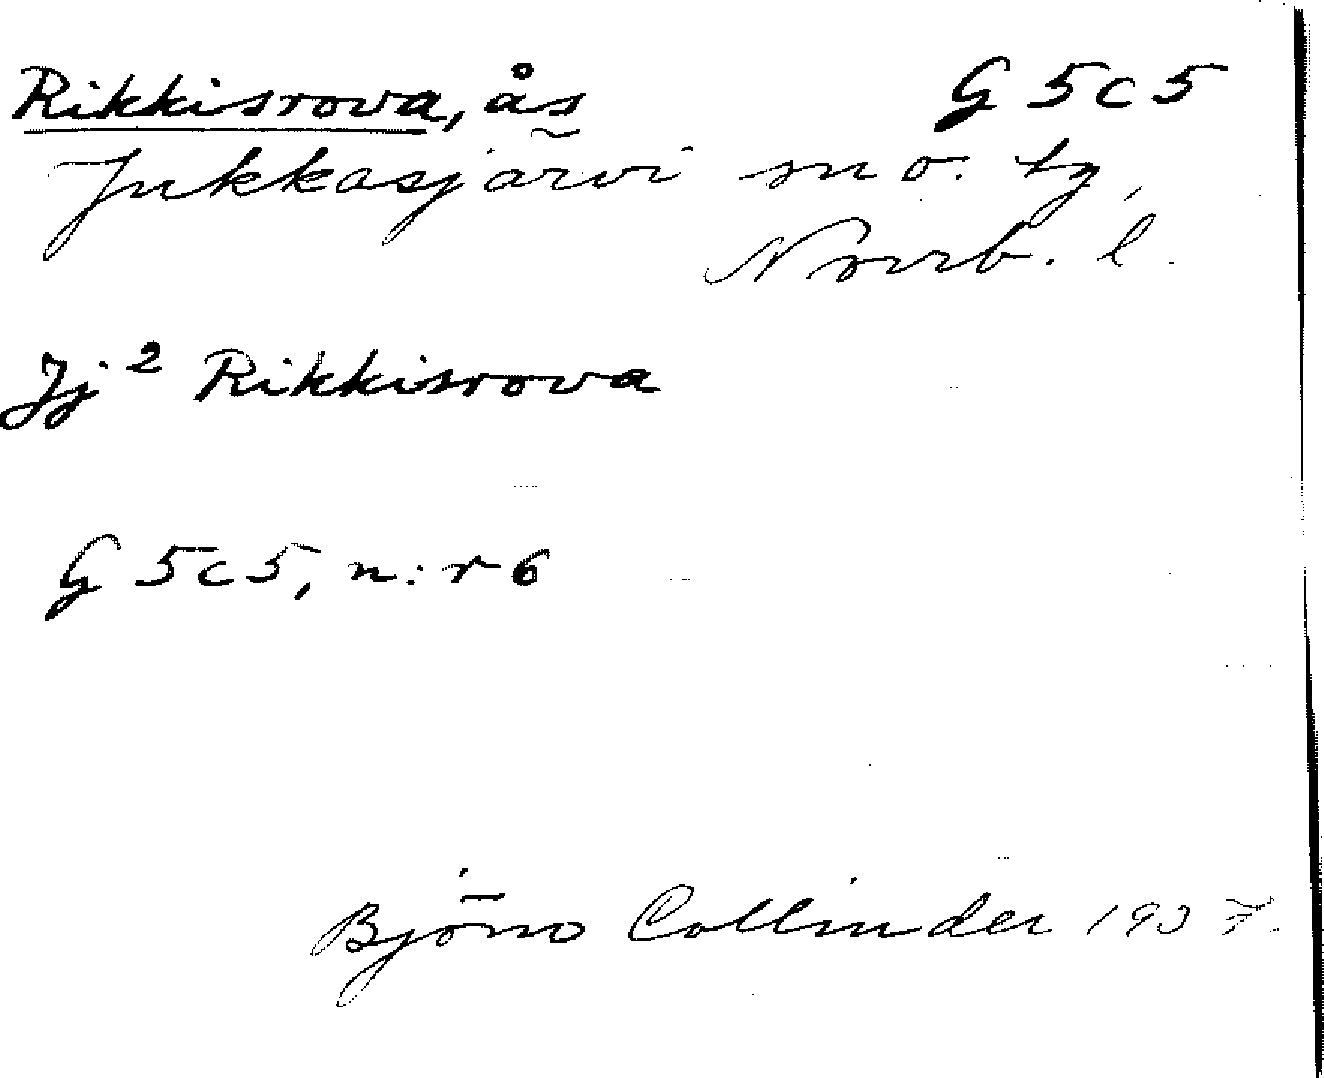 Rikkisrova, ås G 5c5
Jukkasjärvi sn o. tg,
Norrb. l.
Jj² Rikkisrova
G 5c5, n:r 6
Björn Collinder 1937.